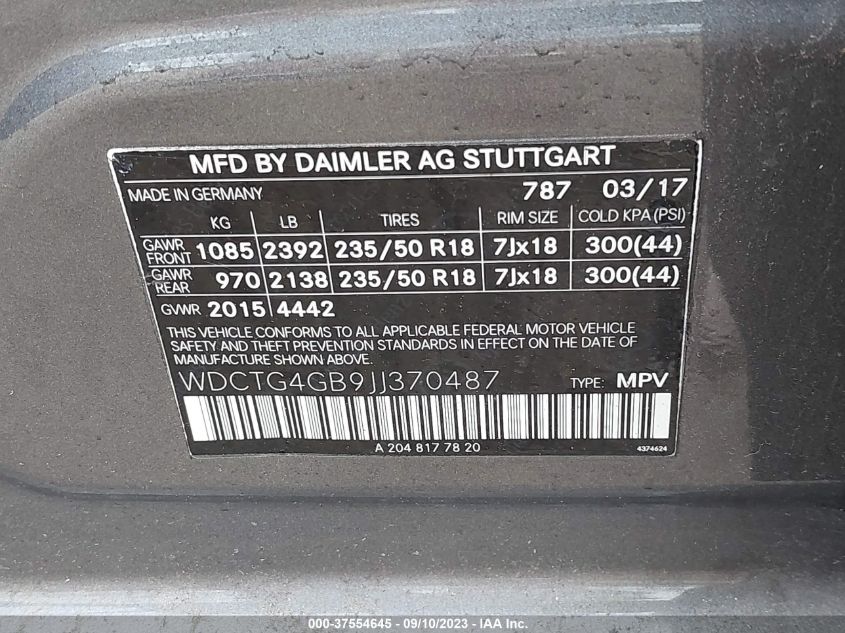 MFD BY DAIMLER AG STUTTGART
MADE IN GERMANY 787 03/17
KG LB TIRES RIM SIZE COLD KPA (PSI)
GAWR FRONT 1085 2392 235/50 R18 7Jx18 300(44)
GAWR REAR 970 2138 235/50 R18 7Jx18 300(44)
GVWR 2015 4442
THIS VEHICLE CONFORMS TO ALL APPLICABLE FEDERAL MOTOR VEHICLE
SAFETY AND THEFT PREVENTION STANDARDS IN EFFECT ON THE DATE OF
MANUFACTURE SHOWN ABOVE.
WDCTG4GB9JJ370487 TYPE: MPV
A 204 817 78 20 4374624
000-37554645 - 09/10/2023 - IAA Inc.